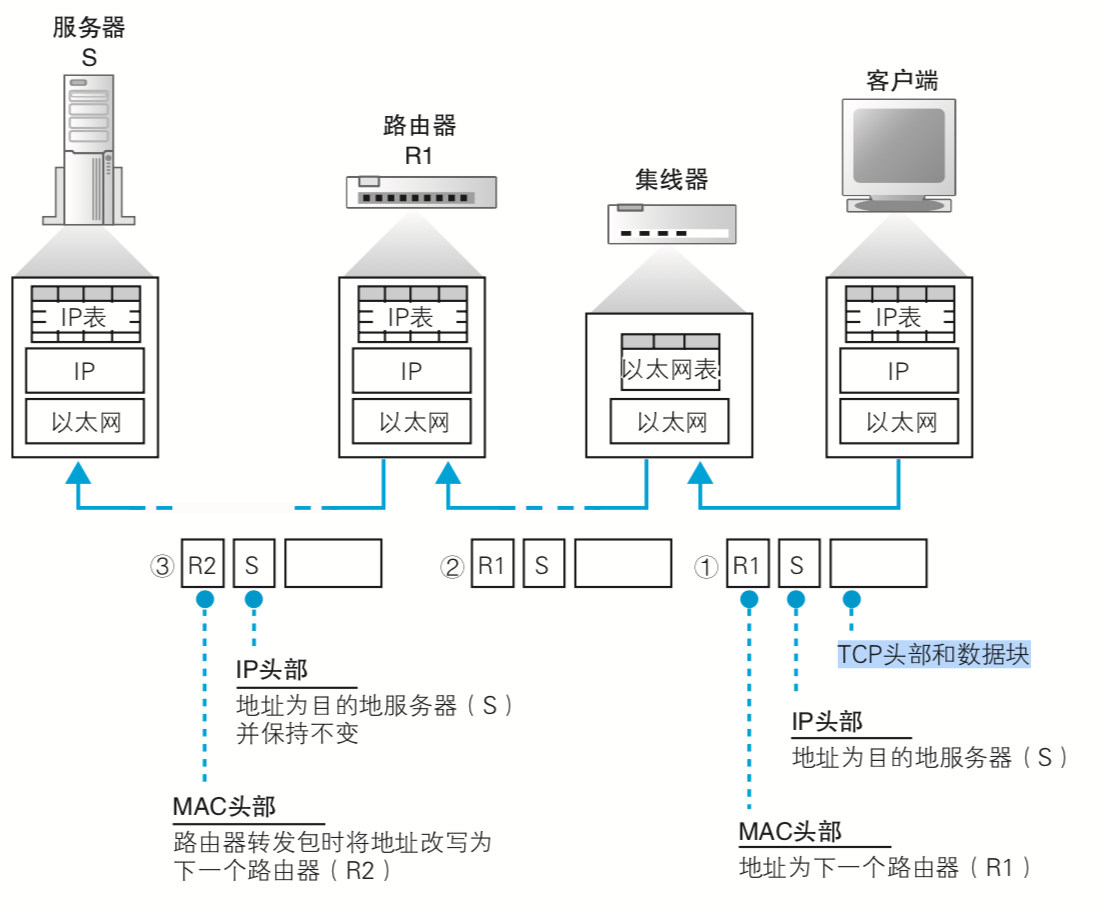 服务器
S
路由器
R1
集线器
客户端
IP表
IP
以太网
IP表
IP
以太网
以太网表
以太网
IP表
IP
以太网
③ R2 S
② R1 S
① R1 S
TCP头部和数据块
IP头部
地址为目的地服务器（S）
并保持不变
IP头部
地址为目的地服务器（S）
MAC头部
路由器转发包时将地址改写为
下一个路由器（R2）
MAC头部
地址为下一个路由器（R1）